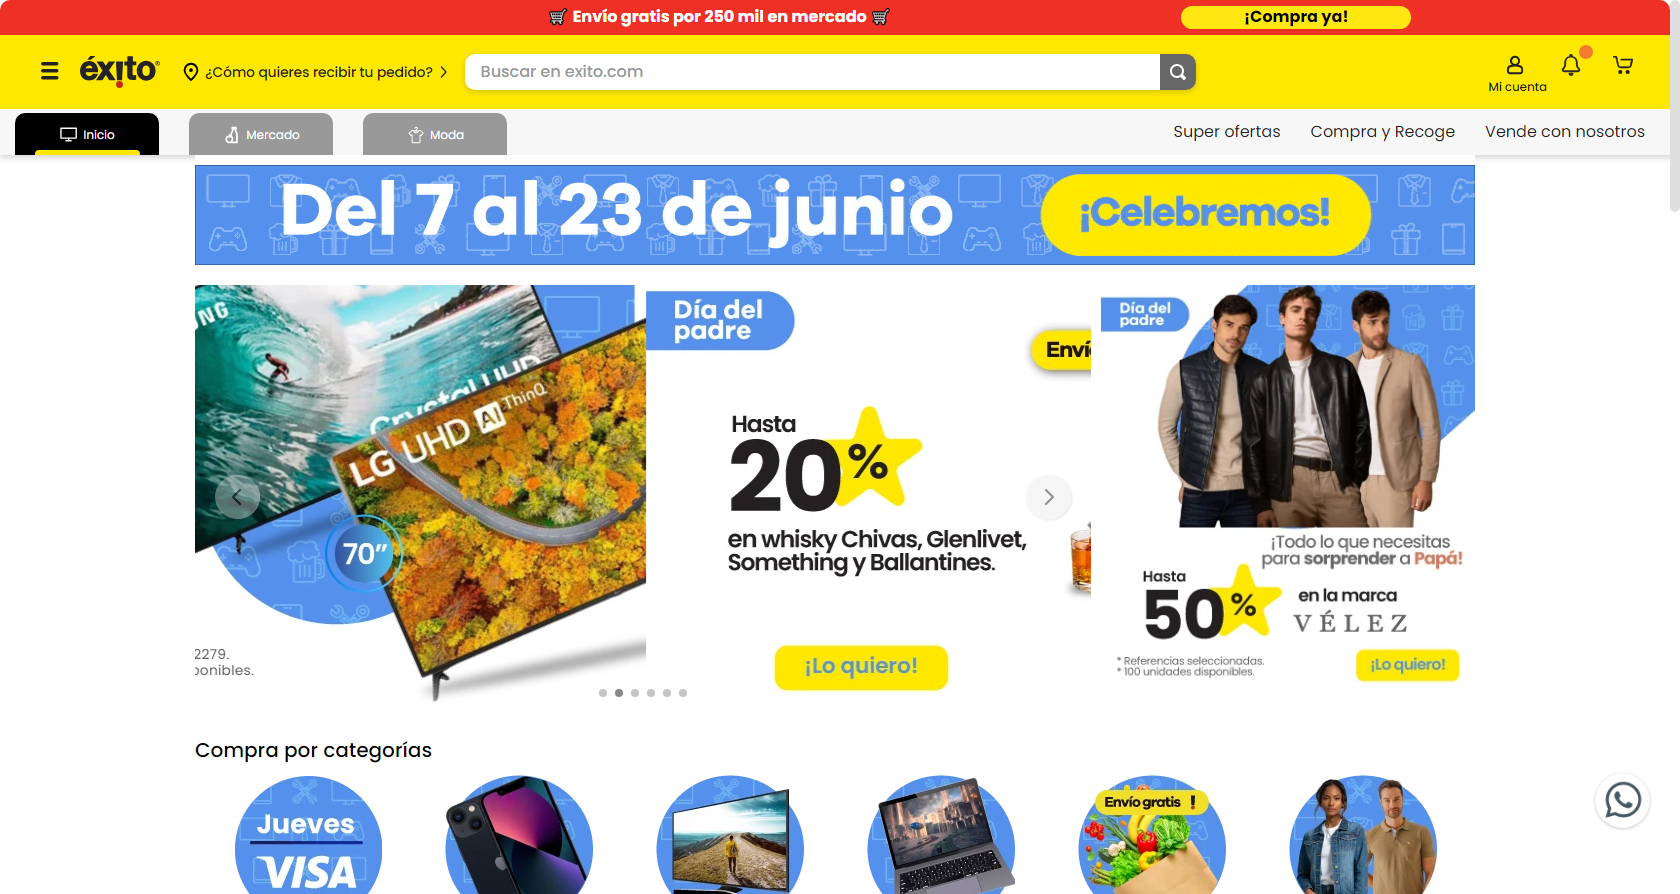 Envío gratis por 250 mil en mercado
¡Compra ya!
éxito
¿Cómo quieres recibir tu pedido?
Buscar en exito.com
Mi cuenta
Inicio
Mercado
Moda
Super ofertas
Compra y Recoge
Vende con nosotros
Del 7 al 23 de junio
¡Celebremos!
Crystal UHD
LG UHD AI ThinQ
70”
2279.
Día del
padre
Hasta
20%
en whisky Chivas, Glenlivet,
Something y Ballantines.
¡Lo quiero!
Día del
padre
¡Todo lo que necesitas
para sorprender a Papá!
Hasta
50%
en la marca
VÉLEZ
* Referencias seleccionadas.
* 100 unidades disponibles.
¡Lo quiero!
Compra por categorías
Jueves
VISA
Envío gratis !